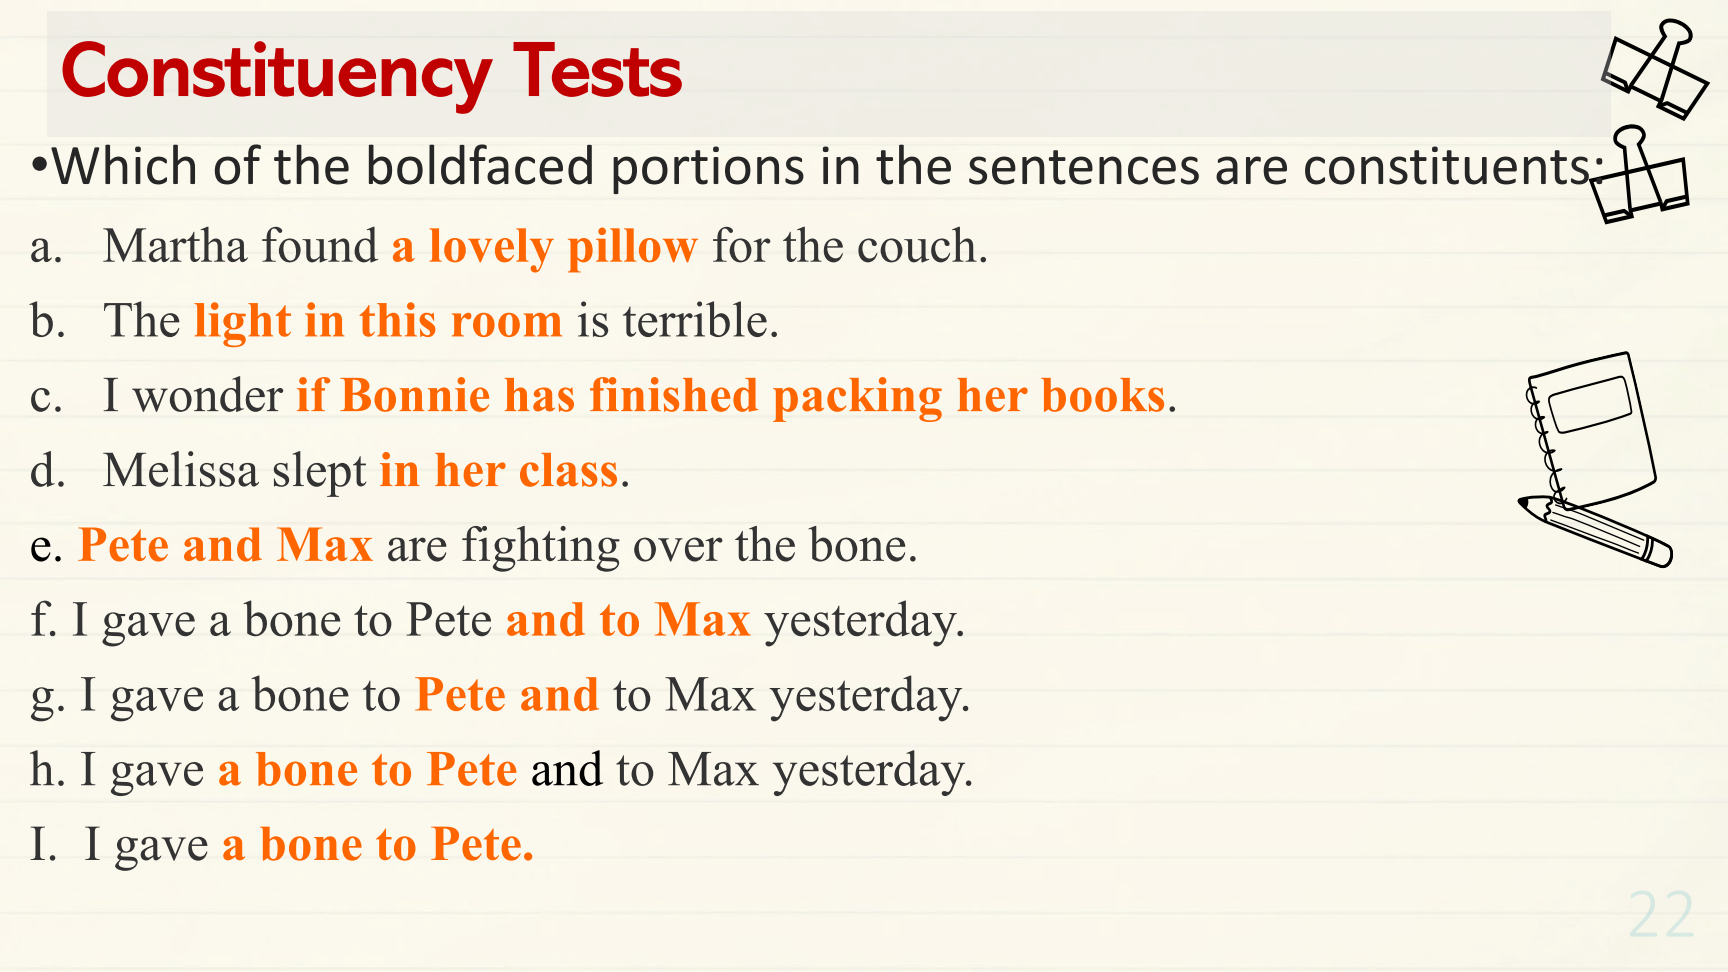 Constituency Tests
•Which of the boldfaced portions in the sentences are constituents:
a. Martha found a lovely pillow for the couch.
b. The light in this room is terrible.
c. I wonder if Bonnie has finished packing her books.
d. Melissa slept in her class.
e. Pete and Max are fighting over the bone.
f. I gave a bone to Pete and to Max yesterday.
g. I gave a bone to Pete and to Max yesterday.
h. I gave a bone to Pete and to Max yesterday.
I. I gave a bone to Pete.
22